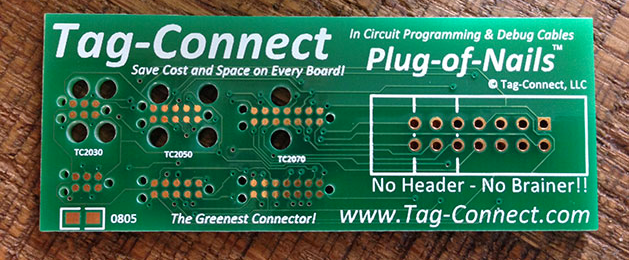 Tag-Connect
In Circuit Programming & Debug Cables
Save Cost and Space on Every Board!
Plug-of-Nails™
© Tag-Connect, LLC
TC2030
TC2050
TC2070
No Header - No Brainer!!
0805
The Greenest Connector!
www.Tag-Connect.com